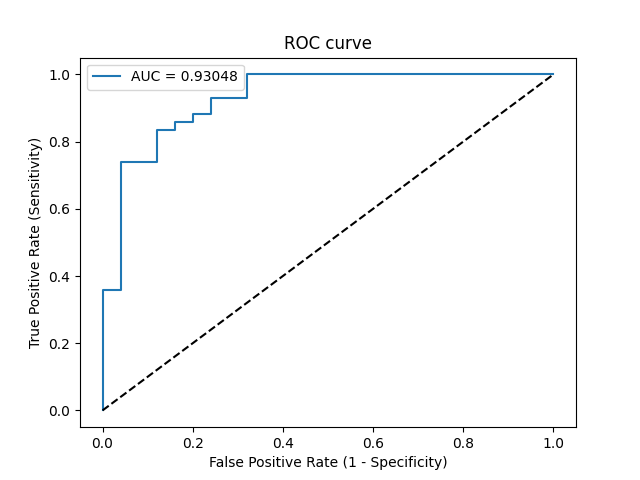 ROC curve
AUC = 0.93048
True Positive Rate (Sensitivity)
1.0
0.8
0.6
0.4
0.2
0.0
0.0 0.2 0.4 0.6 0.8 1.0
False Positive Rate (1 - Specificity)